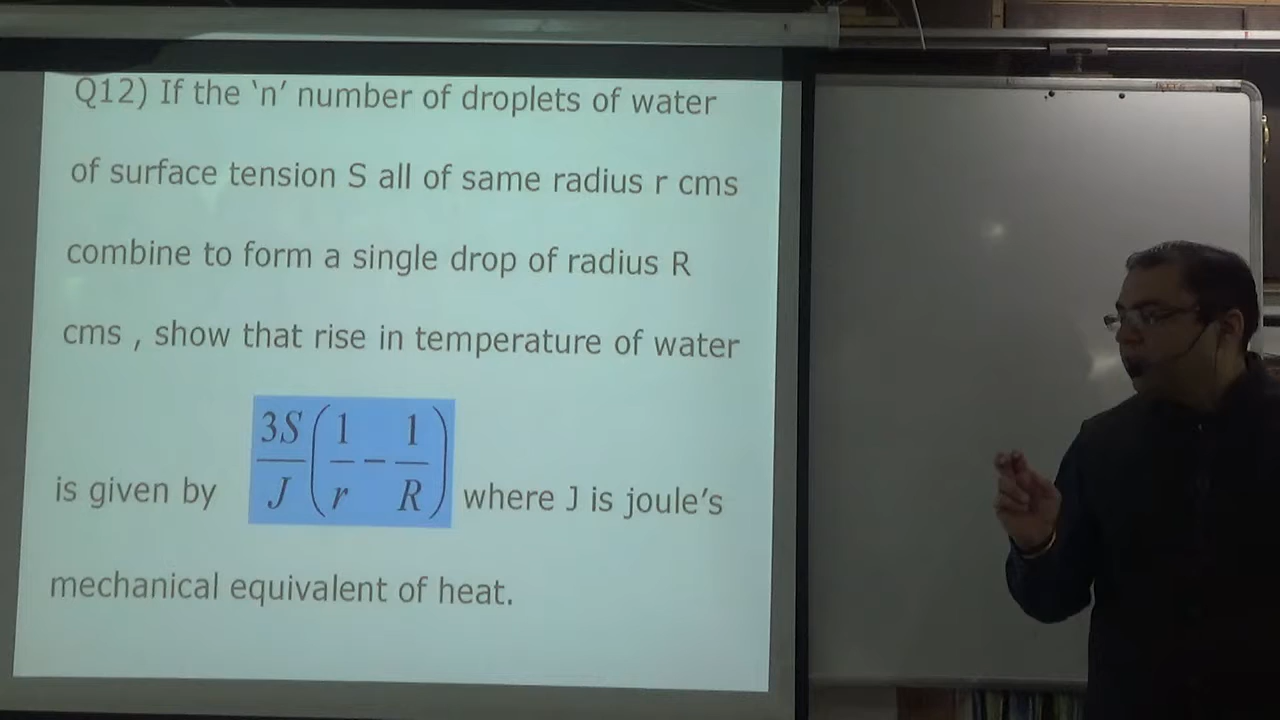 Q12) If the ‘n’ number of droplets of water
of surface tension S all of same radius r cms
combine to form a single drop of radius R
cms , show that rise in temperature of water
is given by 3S/J (1/r − 1/R) where J is joule’s
mechanical equivalent of heat.